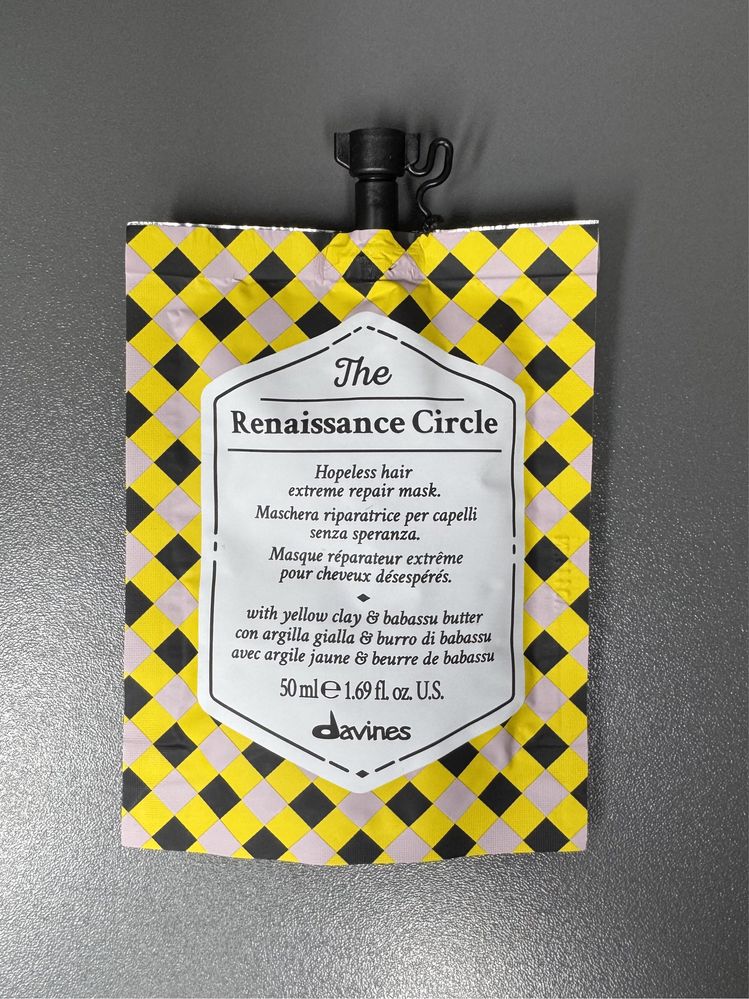 The
Renaissance Circle
Hopeless hair
extreme repair mask.
Maschera riparatrice per capelli
senza speranza.
Masque réparateur extrême
pour cheveux désespérés.
with yellow clay & babassu butter
con argilla gialla & burro di babassu
avec argile jaune & beurre de babassu
50 ml ℮ 1.69 fl. oz. U.S.
davines